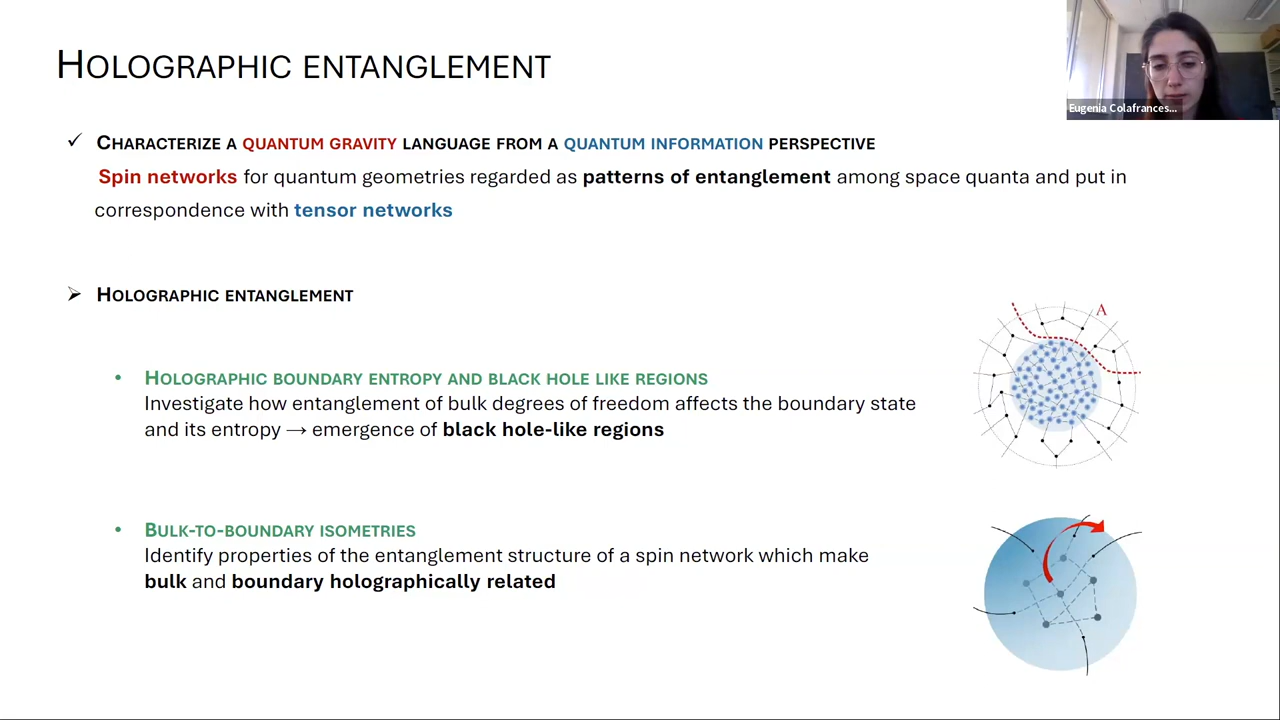 HOLOGRAPHIC ENTANGLEMENT
Eugenia Colafrances...
CHARACTERIZE A QUANTUM GRAVITY LANGUAGE FROM A QUANTUM INFORMATION PERSPECTIVE
Spin networks for quantum geometries regarded as patterns of entanglement among space quanta and put in
correspondence with tensor networks
HOLOGRAPHIC ENTANGLEMENT
A
• HOLOGRAPHIC BOUNDARY ENTROPY AND BLACK HOLE LIKE REGIONS
Investigate how entanglement of bulk degrees of freedom affects the boundary state
and its entropy → emergence of black hole-like regions
• BULK-TO-BOUNDARY ISOMETRIES
Identify properties of the entanglement structure of a spin network which make
bulk and boundary holographically related